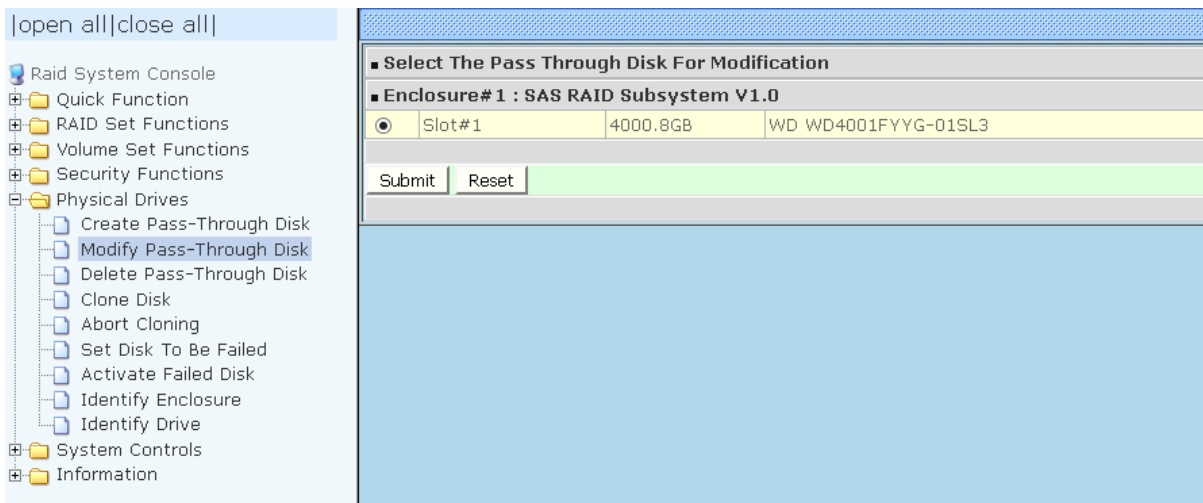 |open all|close all|
Raid System Console
Quick Function
RAID Set Functions
Volume Set Functions
Security Functions
Physical Drives
Create Pass-Through Disk
Modify Pass-Through Disk
Delete Pass-Through Disk
Clone Disk
Abort Cloning
Set Disk To Be Failed
Activate Failed Disk
Identify Enclosure
Identify Drive
System Controls
Information
Select The Pass Through Disk For Modification
Enclosure#1 : SAS RAID Subsystem V1.0
Slot#1 4000.8GB WD WD4001FYYG-01SL3
Submit Reset